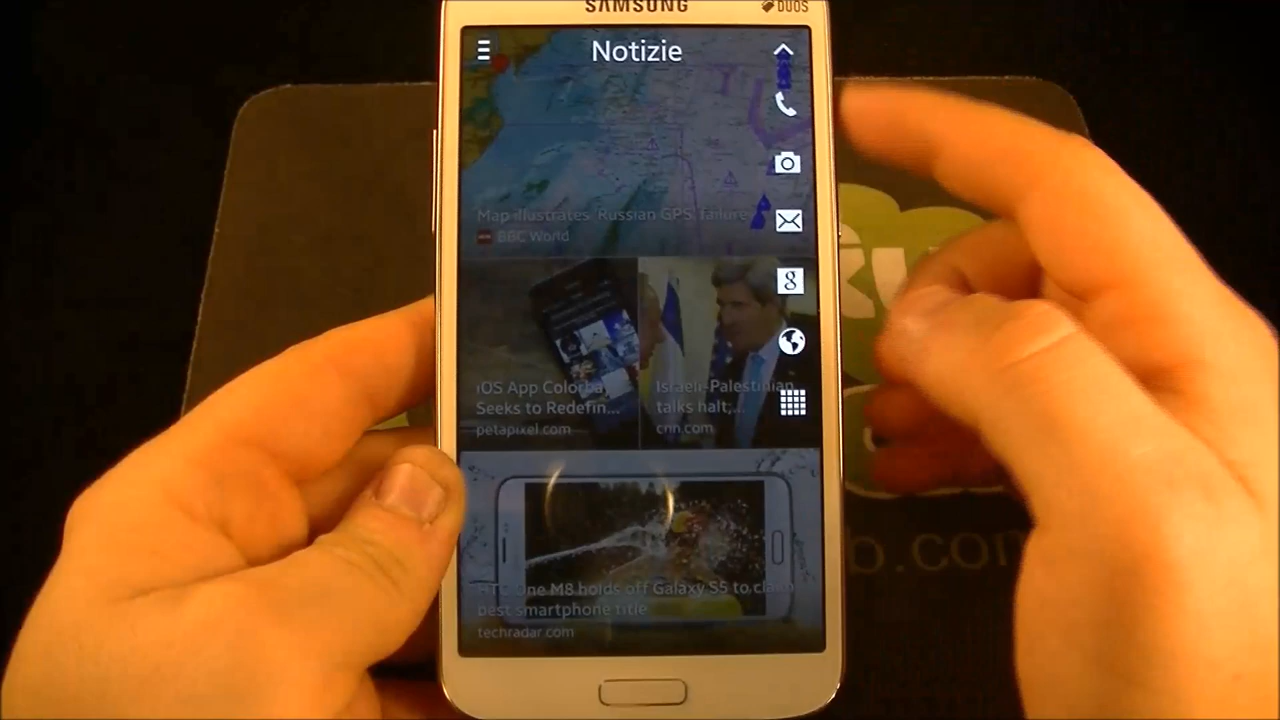 SAMSUNG
DUOS
Notizie
Map illustrates 'Russian GPS' failure
BBC World
iOS App Colorba
Seeks to Redefin...
petapixel.com
Israeli-Palestinian
talks halt;...
cnn.com
8
HTC One M8 holds off Galaxy S5 to claim
best smartphone title
techradar.com
b.com